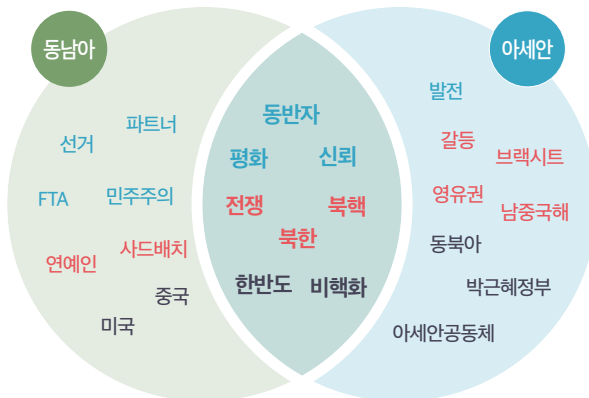 동남아
파트너
선거
FTA
민주주의
연예인
사드배치
중국
미국
동반자
평화
신뢰
전쟁
북핵
북한
한반도
비핵화
아세안
발전
갈등
브랙시트
영유권
남중국해
동북아
박근혜정부
아세안공동체